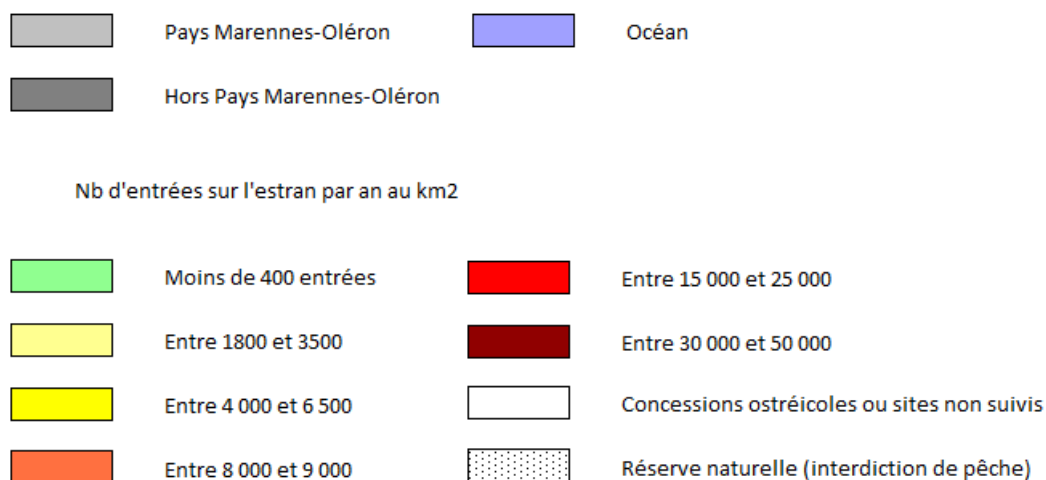 Pays Marennes-Oléron
Océan
Hors Pays Marennes-Oléron
Nb d'entrées sur l'estran par an au km2
Moins de 400 entrées
Entre 15 000 et 25 000
Entre 1800 et 3500
Entre 30 000 et 50 000
Entre 4 000 et 6 500
Concessions ostréicoles ou sites non suivis
Entre 8 000 et 9 000
Réserve naturelle (interdiction de pêche)